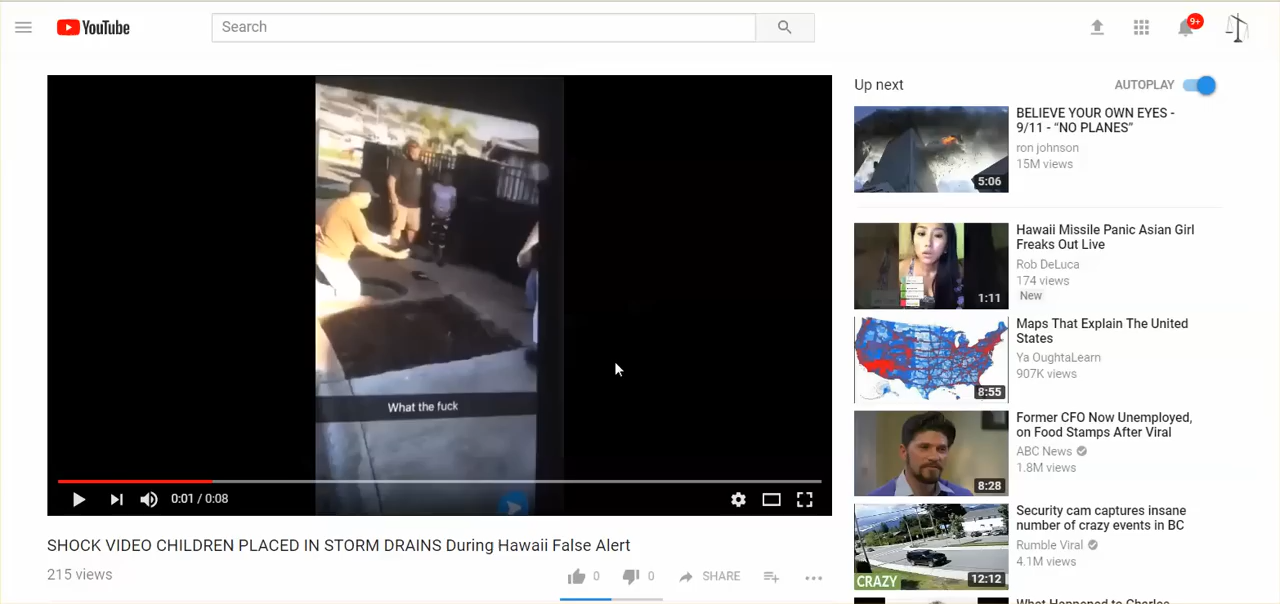 YouTube
Search
9+
What the fuck
0:01 / 0:08
SHOCK VIDEO CHILDREN PLACED IN STORM DRAINS During Hawaii False Alert
215 views
0
0
SHARE
Up next
AUTOPLAY
BELIEVE YOUR OWN EYES -
9/11 - "NO PLANES"
ron johnson
15M views
5:06
Hawaii Missile Panic Asian Girl
Freaks Out Live
Rob DeLuca
174 views
New
1:11
Maps That Explain The United
States
Ya OughtaLearn
907K views
8:55
Former CFO Now Unemployed,
on Food Stamps After Viral
ABC News
1.8M views
8:28
Security cam captures insane
number of crazy events in BC
Rumble Viral
4.1M views
CRAZY
12:12
What Happened to Charles